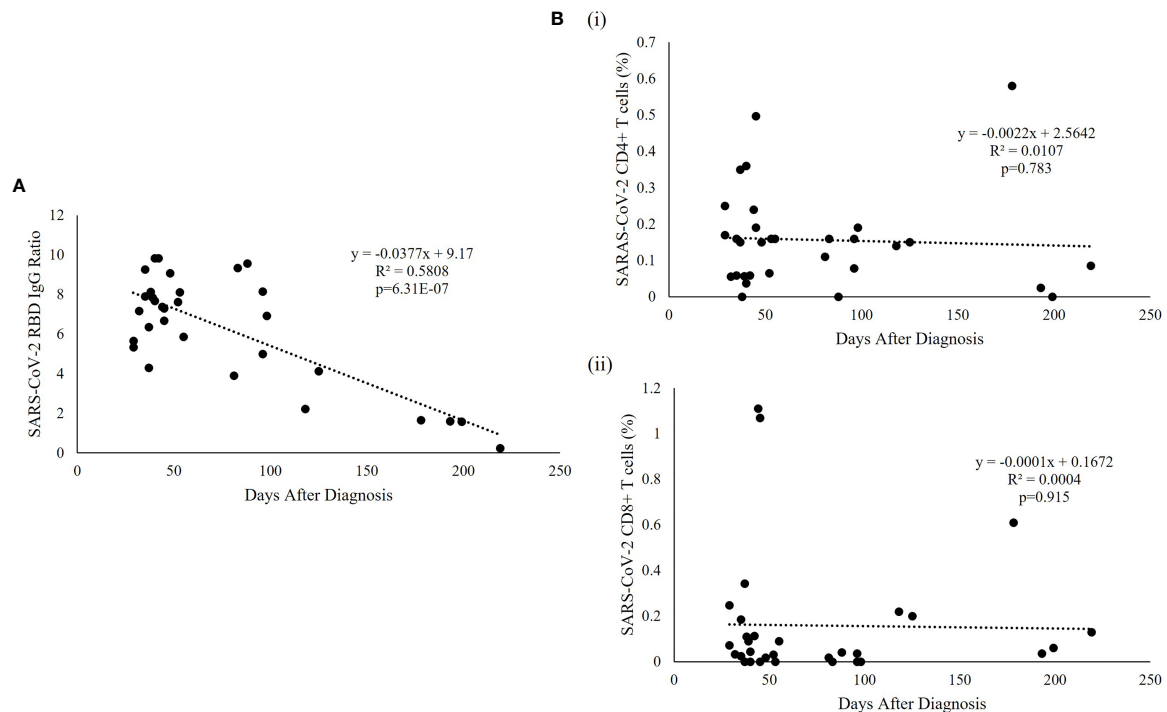 A
SARS-CoV-2 RBD IgG Ratio
12
10
8
6
4
2
0
0 50 100 150 200 250
Days After Diagnosis
y = -0.0377x + 9.17
R² = 0.5808
p=6.31E-07
B (i)
SARAS-CoV-2 CD4+ T cells (%)
0.7
0.6
0.5
0.4
0.3
0.2
0.1
0
0 50 100 150 200 250
Days After Diagnosis
y = -0.0022x + 2.5642
R² = 0.0107
p=0.783
(ii)
SARS-CoV-2 CD8+ T cells (%)
1.2
1
0.8
0.6
0.4
0.2
0
0 50 100 150 200 250
Days After Diagnosis
y = -0.0001x + 0.1672
R² = 0.0004
p=0.915